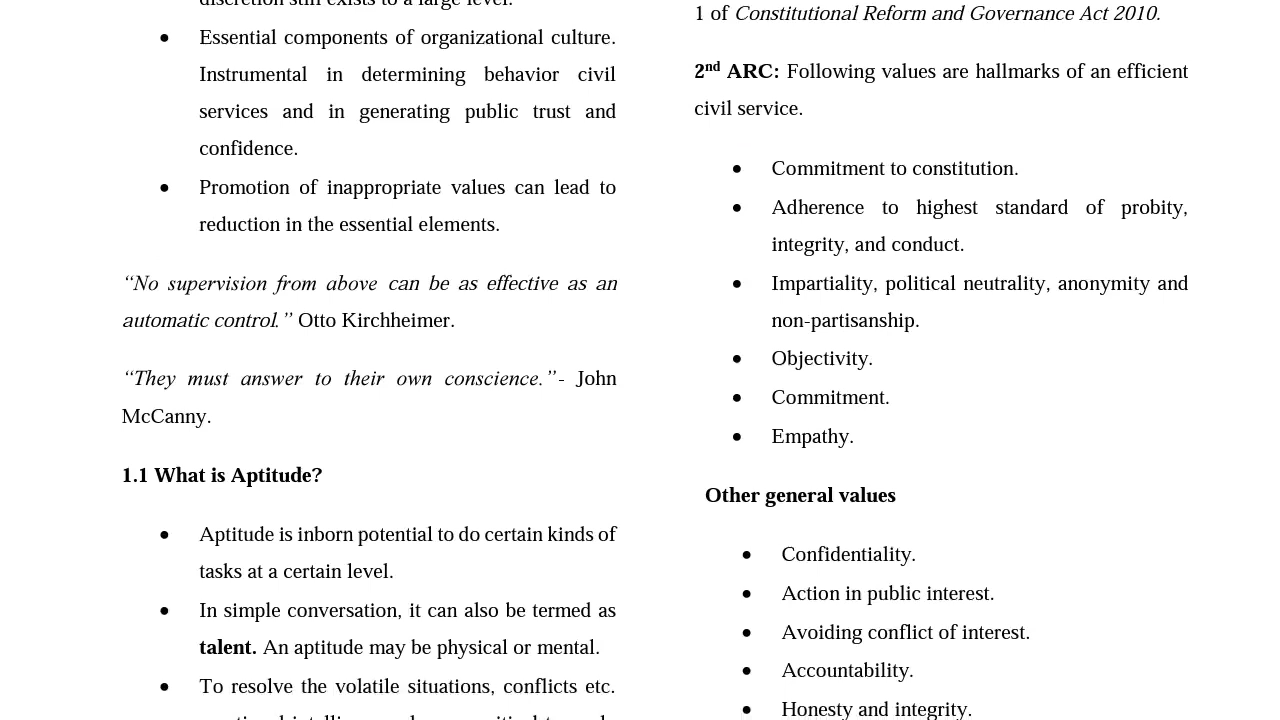 discretion still exists to a large level.
• Essential components of organizational culture.
Instrumental in determining behavior civil
services and in generating public trust and
confidence.
• Promotion of inappropriate values can lead to
reduction in the essential elements.
“No supervision from above can be as effective as an
automatic control.” Otto Kirchheimer.
“They must answer to their own conscience.”- John
McCanny.
1.1 What is Aptitude?
• Aptitude is inborn potential to do certain kinds of
tasks at a certain level.
• In simple conversation, it can also be termed as
talent. An aptitude may be physical or mental.
• To resolve the volatile situations, conflicts etc.
1 of Constitutional Reform and Governance Act 2010.
2nd ARC: Following values are hallmarks of an efficient
civil service.
• Commitment to constitution.
• Adherence to highest standard of probity,
integrity, and conduct.
• Impartiality, political neutrality, anonymity and
non-partisanship.
• Objectivity.
• Commitment.
• Empathy.
Other general values
• Confidentiality.
• Action in public interest.
• Avoiding conflict of interest.
• Accountability.
• Honesty and integrity.